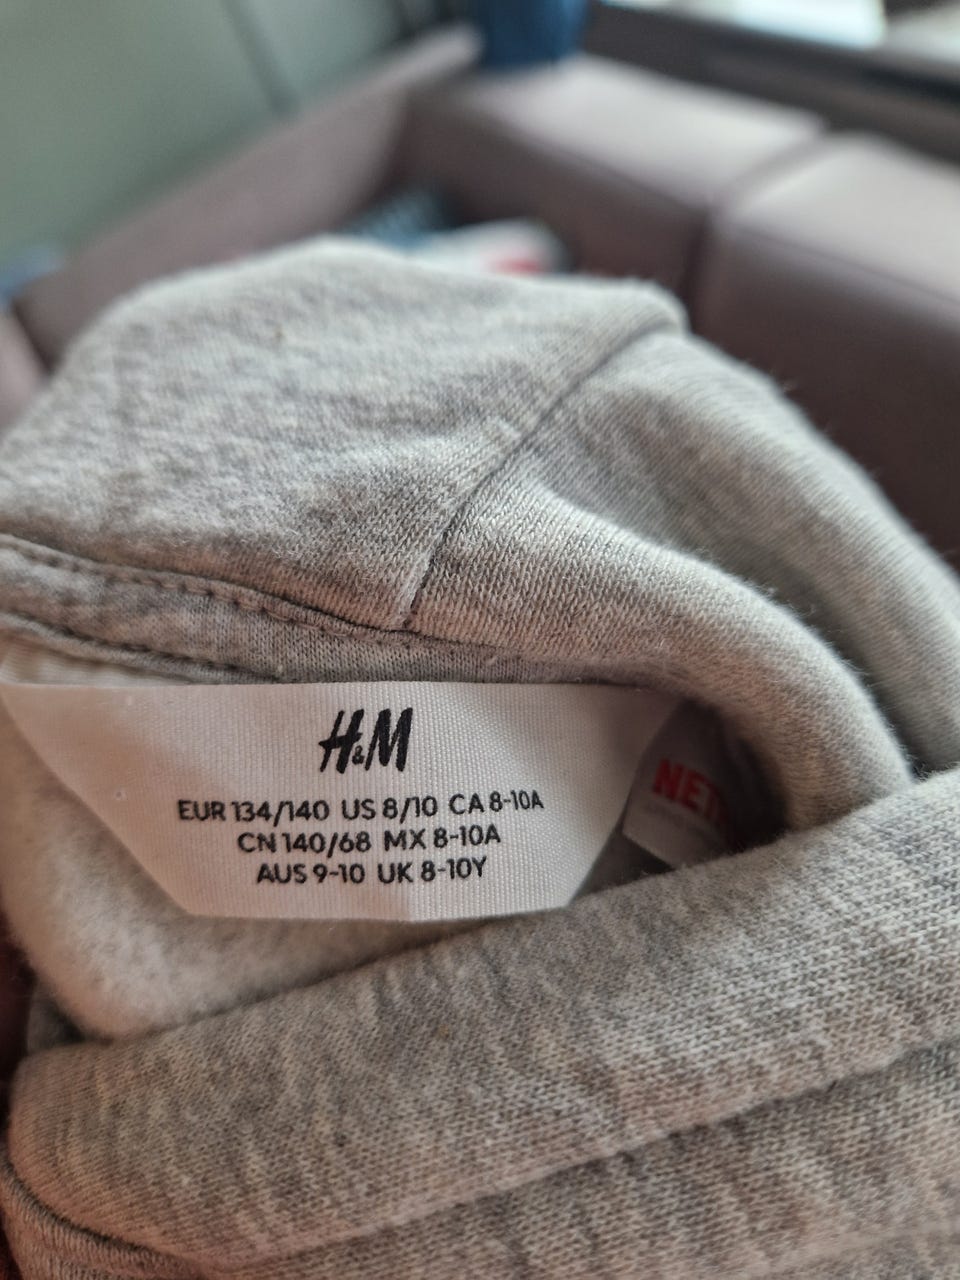 H&M
EUR 134/140 US 8/10 CA 8-10A
CN 140/68 MX 8-10A
AUS 9-10 UK 8-10Y